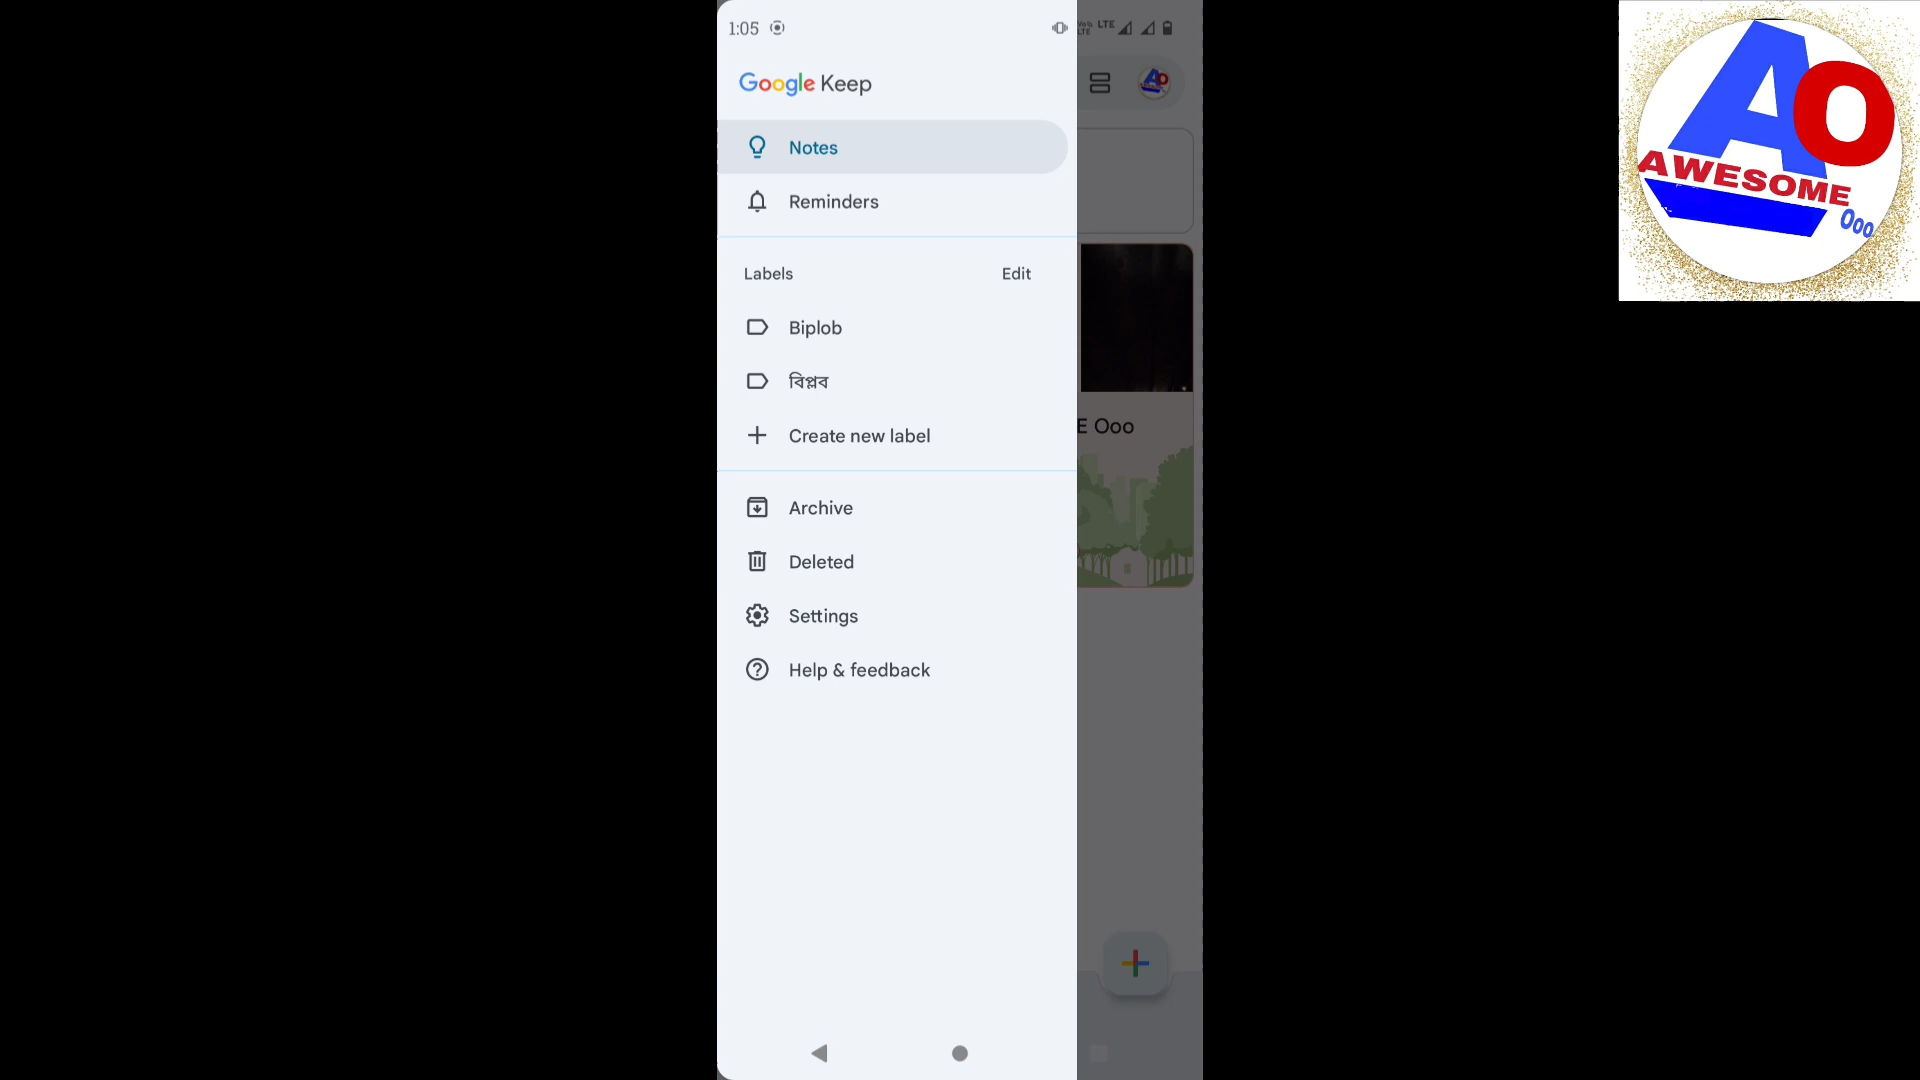 1:05
LTE
Google Keep
Notes
Reminders
Labels
Edit
Biplob
বিপ্লব
Create new label
E Ooo
Archive
Deleted
Settings
Help & feedback
AO
AWESOME
Ooo